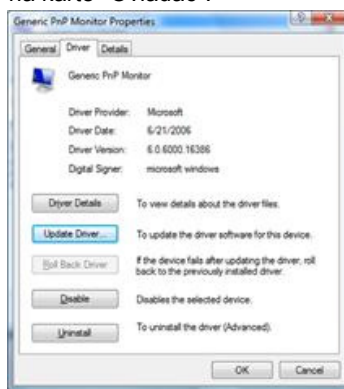 Generic PnP Monitor Properties
General
Driver
Details
Generic PnP Monitor
Driver Provider: Microsoft
Driver Date: 6/21/2006
Driver Version: 6.0.6000.16386
Digital Signer: microsoft windows
Driver Details
To view details about the driver files.
Update Driver...
To update the driver software for this device.
Roll Back Driver
If the device fails after updating the driver, roll
back to the previously installed driver.
Disable
Disables the selected device.
Uninstall
To uninstall the driver (Advanced).
OK
Cancel